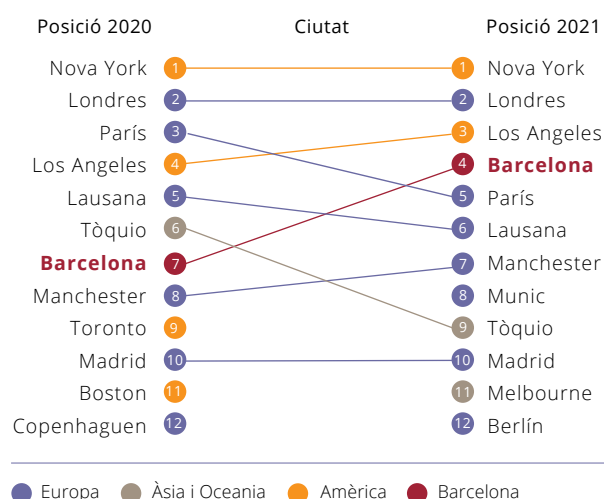 Posició 2020 Ciutat Posició 2021
Nova York 1 1 Nova York
Londres 2 2 Londres
París 3 3 Los Angeles
Los Angeles 4 4 Barcelona
Lausana 5 5 París
Tòquio 6 6 Lausana
Barcelona 7 7 Manchester
Manchester 8 8 Munic
Toronto 9 9 Tòquio
Madrid 10 10 Madrid
Boston 11 11 Melbourne
Copenhaguen 12 12 Berlín
Europa Àsia i Oceania Amèrica Barcelona